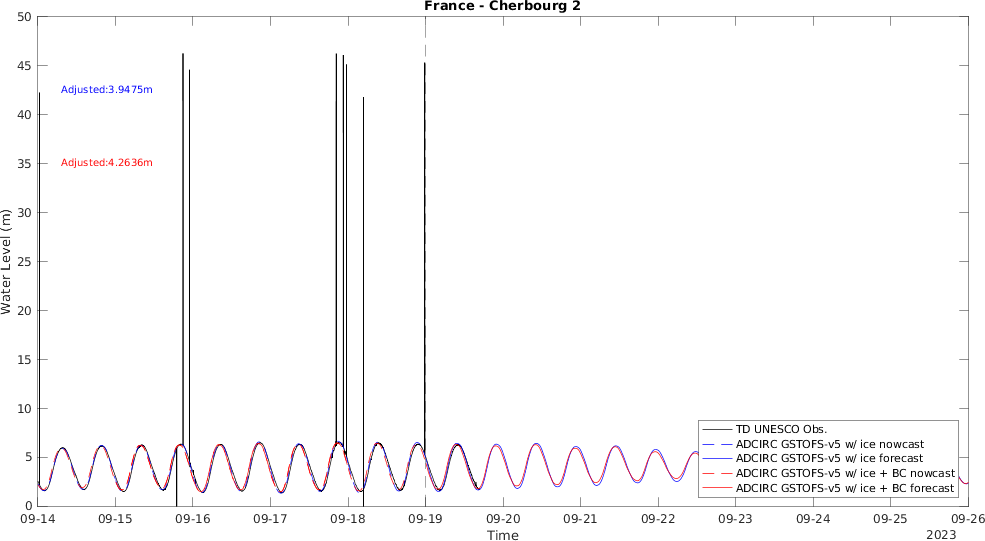 France - Cherbourg 2
50
45
40
35
30
25
20
15
10
5
0
Water Level (m)
Adjusted:3.9475m
Adjusted:4.2636m
TD UNESCO Obs.
ADCIRC GSTOFS-v5 w/ ice nowcast
ADCIRC GSTOFS-v5 w/ ice forecast
ADCIRC GSTOFS-v5 w/ ice + BC nowcast
ADCIRC GSTOFS-v5 w/ ice + BC forecast
09-14 09-15 09-16 09-17 09-18 09-19 09-20 09-21 09-22 09-23 09-24 09-25 09-26
Time
2023